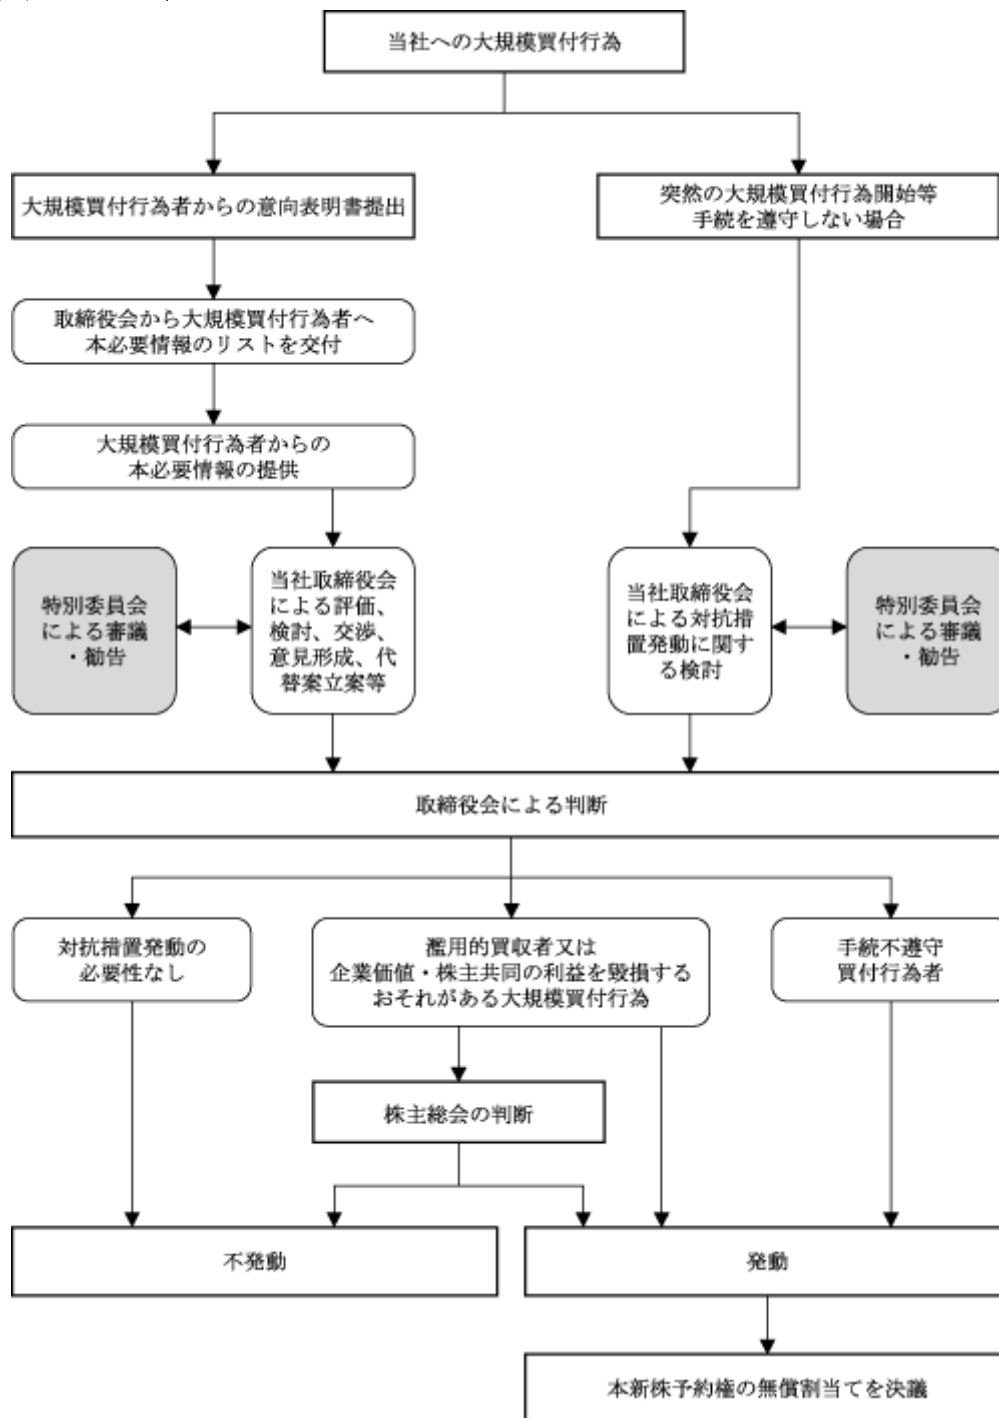 当社への大規模買付行為
大規模買付行為者からの意向表明書提出
突然の大規模買付行為開始等
手続を遵守しない場合
取締役会から大規模買付行為者へ
本必要情報のリストを交付
大規模買付行為者からの
本必要情報の提供
特別委員会
による審議
・勧告
当社取締役会
による評価、
検討、交渉、
意見形成、代
替案立案等
当社取締役会
による対抗措
置発動に関す
る検討
特別委員会
による審議
・勧告
取締役会による判断
対抗措置発動の
必要性なし
濫用的買収者又は
企業価値・株主共同の利益を毀損する
おそれがある大規模買付行為
手続不遵守
買付行為者
株主総会の判断
不発動
発動
本新株予約権の無償割当てを決議